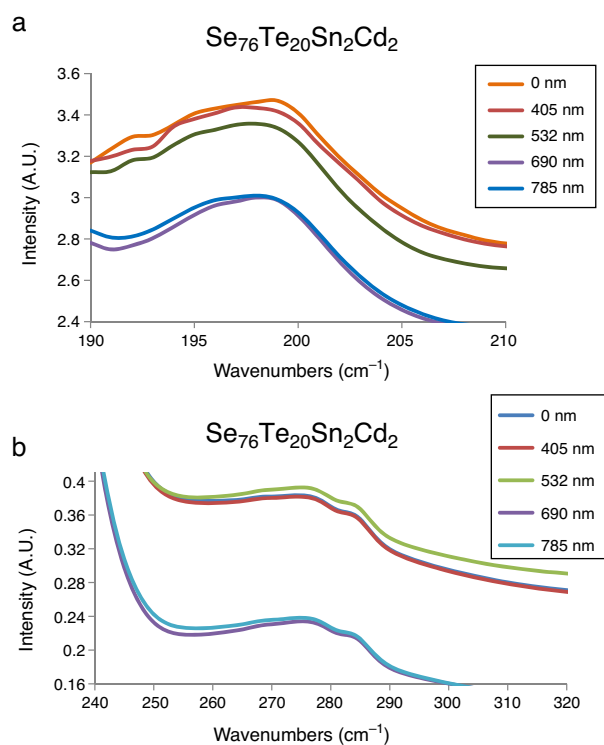 a
Se₇₆Te₂₀Sn₂Cd₂
3.6
3.4
3.2
3
2.8
2.6
2.4
Intensity (A.U.)
190
195
200
205
210
Wavenumbers (cm⁻¹)
0 nm
405 nm
532 nm
690 nm
785 nm
b
Se₇₆Te₂₀Sn₂Cd₂
0.4
0.36
0.32
0.28
0.24
0.2
0.16
Intensity (A.U.)
240
250
260
270
280
290
300
310
320
Wavenumbers (cm⁻¹)
0 nm
405 nm
532 nm
690 nm
785 nm